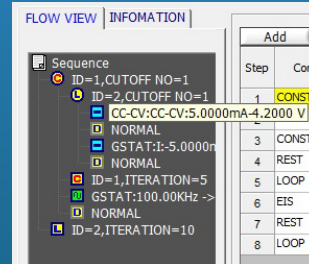 FLOW VIEW INFOMATION
Add
Sequence
Step
C ID=1,CUTOFF NO=1
L ID=2,CUTOFF NO=1
1 CONST
CC-CV:CC-CV:5.0000mA-4.2000 V
D NORMAL
GSTAT:I:-5.0000m
3 CONST
D NORMAL
4 REST
C ID=1,ITERATION=5
5 LOOP
GSTAT:100.00KHz ->
6 EIS
D NORMAL
7 REST
L ID=2,ITERATION=10
8 LOOP